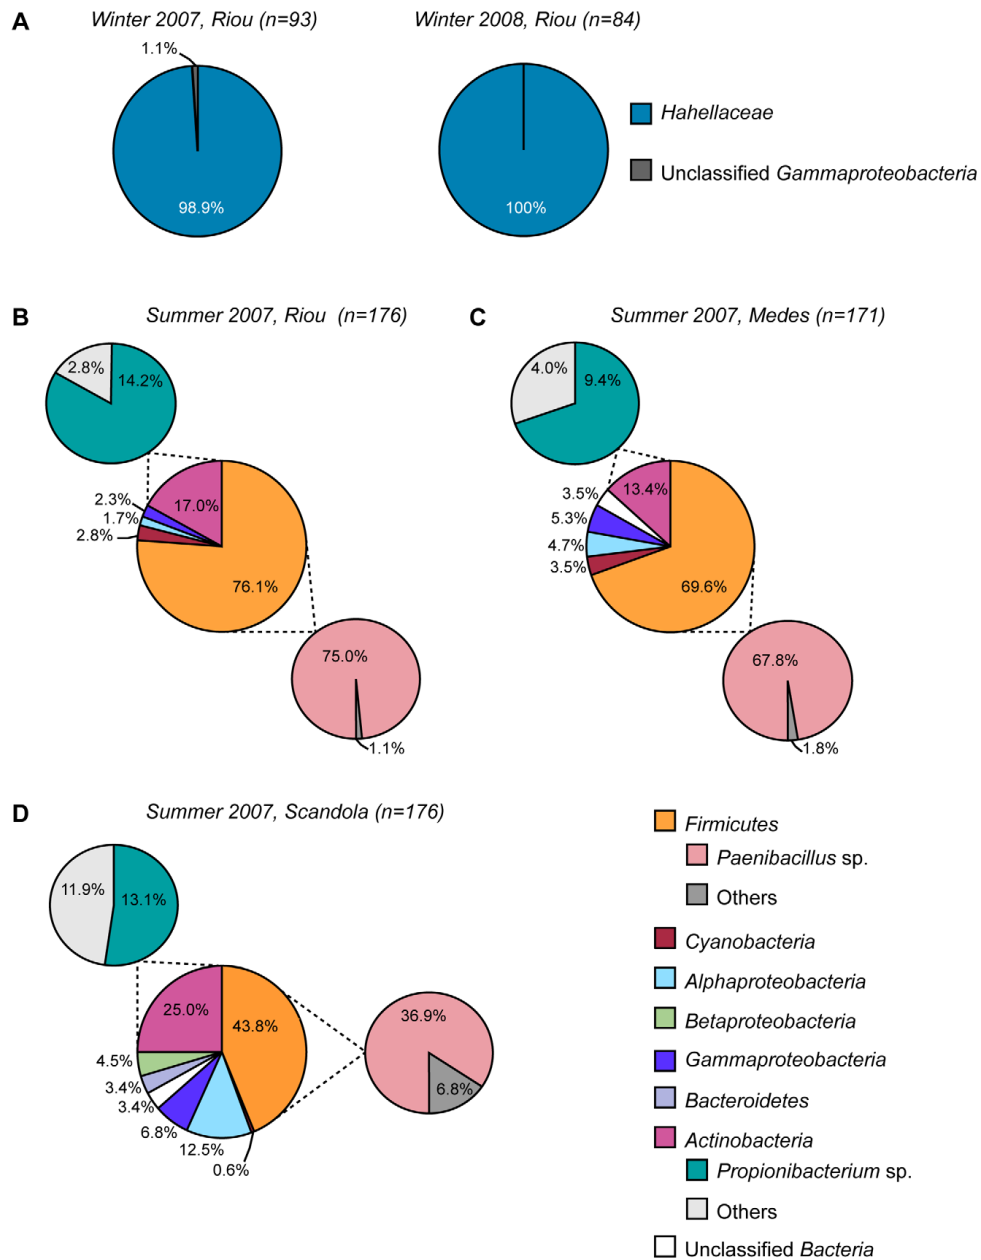 A
Winter 2007, Riou (n=93)
Winter 2008, Riou (n=84)
1.1%
98.9%
100%
Hahellaceae
Unclassified Gammaproteobacteria
B
Summer 2007, Riou (n=176)
2.8%
14.2%
17.0%
2.3%
1.7%
2.8%
76.1%
75.0%
1.1%
C
Summer 2007, Medes (n=171)
4.0%
9.4%
13.4%
3.5%
5.3%
4.7%
3.5%
69.6%
67.8%
1.8%
D
Summer 2007, Scandola (n=176)
11.9%
13.1%
25.0%
43.8%
4.5%
3.4%
3.4%
6.8%
12.5%
0.6%
36.9%
6.8%
Firmicutes
Paenibacillus sp.
Others
Cyanobacteria
Alphaproteobacteria
Betaproteobacteria
Gammaproteobacteria
Bacteroidetes
Actinobacteria
Propionibacterium sp.
Others
Unclassified Bacteria